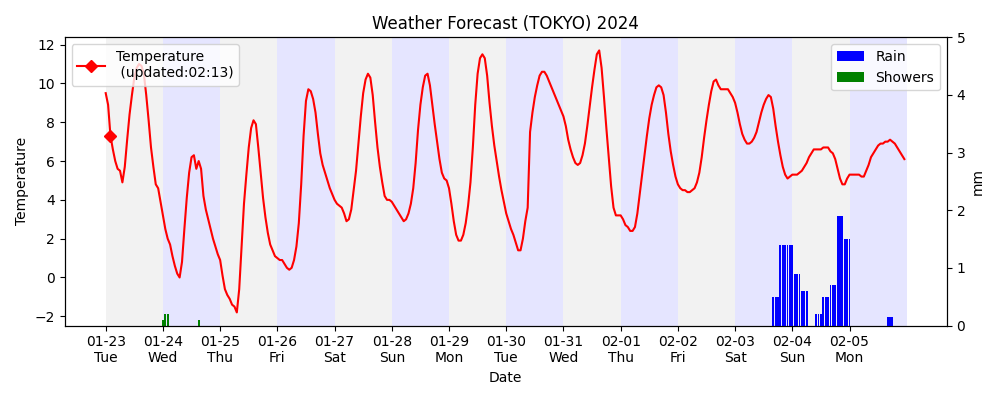 Weather Forecast (TOKYO) 2024
Temperature
(updated:02:13)
Rain
Showers
12
10
8
6
4
2
0
−2
Temperature
5
4
3
2
1
0
mm
01-23 01-24 01-25 01-26 01-27 01-28 01-29 01-30 01-31 02-01 02-02 02-03 02-04 02-05
Tue Wed Thu Fri Sat Sun Mon Tue Wed Thu Fri Sat Sun Mon
Date